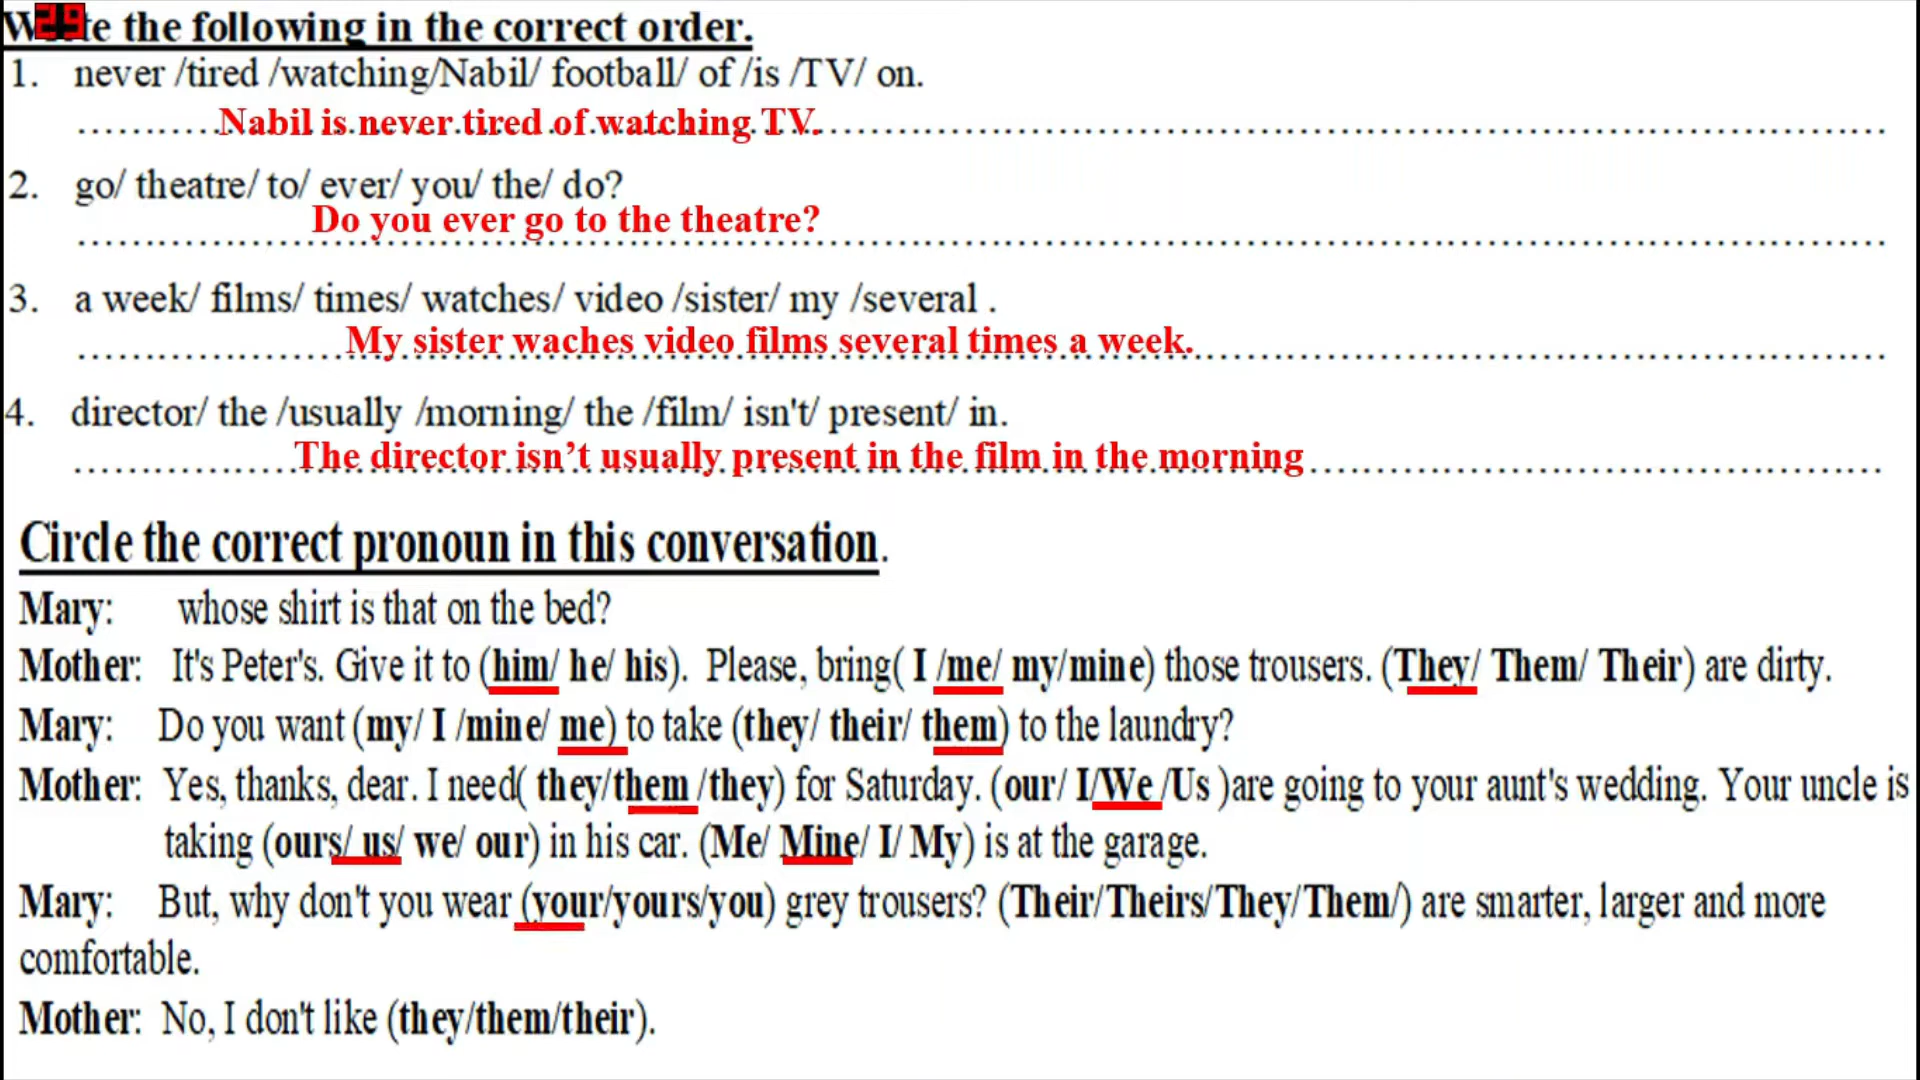 Write the following in the correct order.
29
1. never /tired /watching/Nabil/ football/ of /is /TV/ on.
Nabil is never tired of watching TV.
2. go/ theatre/ to/ ever/ you/ the/ do?
Do you ever go to the theatre?
3. a week/ films/ times/ watches/ video /sister/ my /several .
My sister waches video films several times a week.
4. director/ the /usually /morning/ the /film/ isn't/ present/ in.
The director isn’t usually present in the film in the morning
Circle the correct pronoun in this conversation.
Mary: whose shirt is that on the bed?
Mother: It's Peter's. Give it to (him/ he/ his). Please, bring( I /me/ my/mine) those trousers. (They/ Them/ Their) are dirty.
Mary: Do you want (my/ I /mine/ me) to take (they/ their/ them) to the laundry?
Mother: Yes, thanks, dear. I need( they/them /they) for Saturday. (our/ I/We /Us )are going to your aunt's wedding. Your uncle is
taking (ours/ us/ we/ our) in his car. (Me/ Mine/ I/ My) is at the garage.
Mary: But, why don't you wear (your/yours/you) grey trousers? (Their/Theirs/They/Them/) are smarter, larger and more
comfortable.
Mother: No, I don't like (they/them/their).